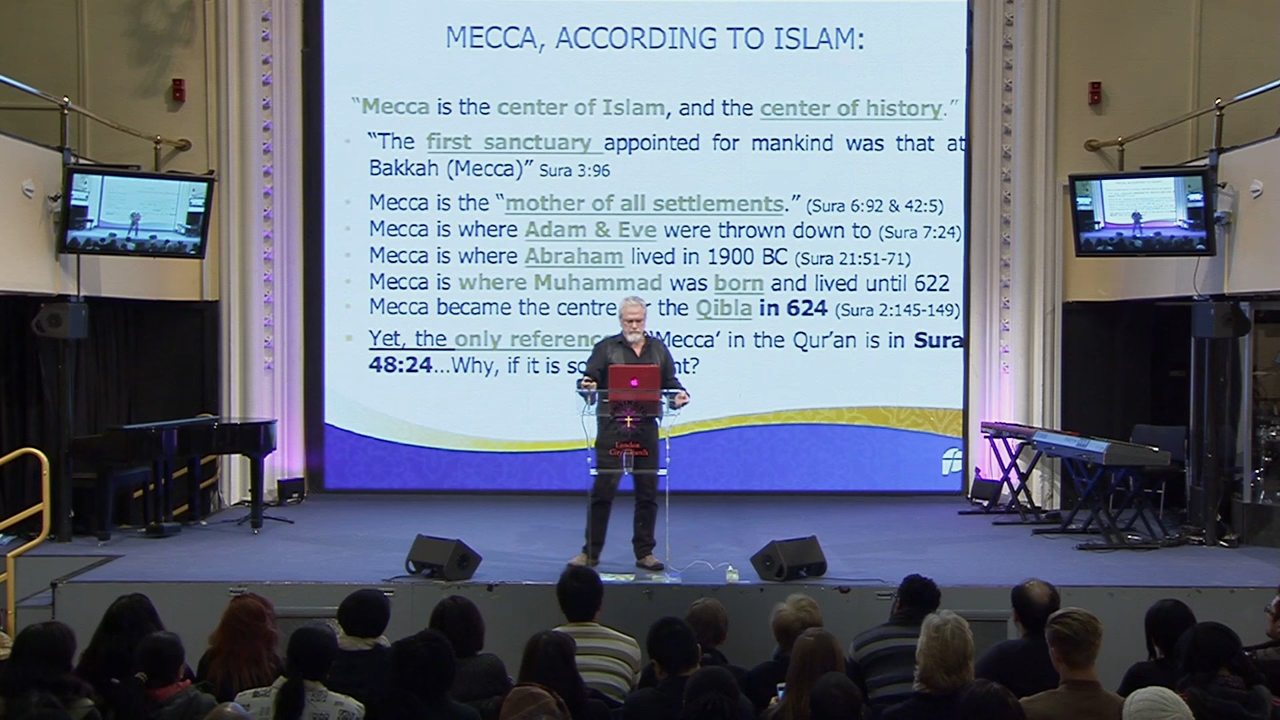 MECCA, ACCORDING TO ISLAM:
“Mecca is the center of Islam, and the center of history.”
“The first sanctuary appointed for mankind was that at
Bakkah (Mecca)” Sura 3:96
Mecca is the “mother of all settlements.” (Sura 6:92 & 42:5)
Mecca is where Adam & Eve were thrown down to (Sura 7:24)
Mecca is where Abraham lived in 1900 BC (Sura 21:51-71)
Mecca is where Muhammad was born and lived until 622
Mecca became the centre the Qibla in 624 (Sura 2:145-149)
Yet, the only reference ‘Mecca’ in the Qur’an is in Sura
48:24…Why, if it is so
London
City Church